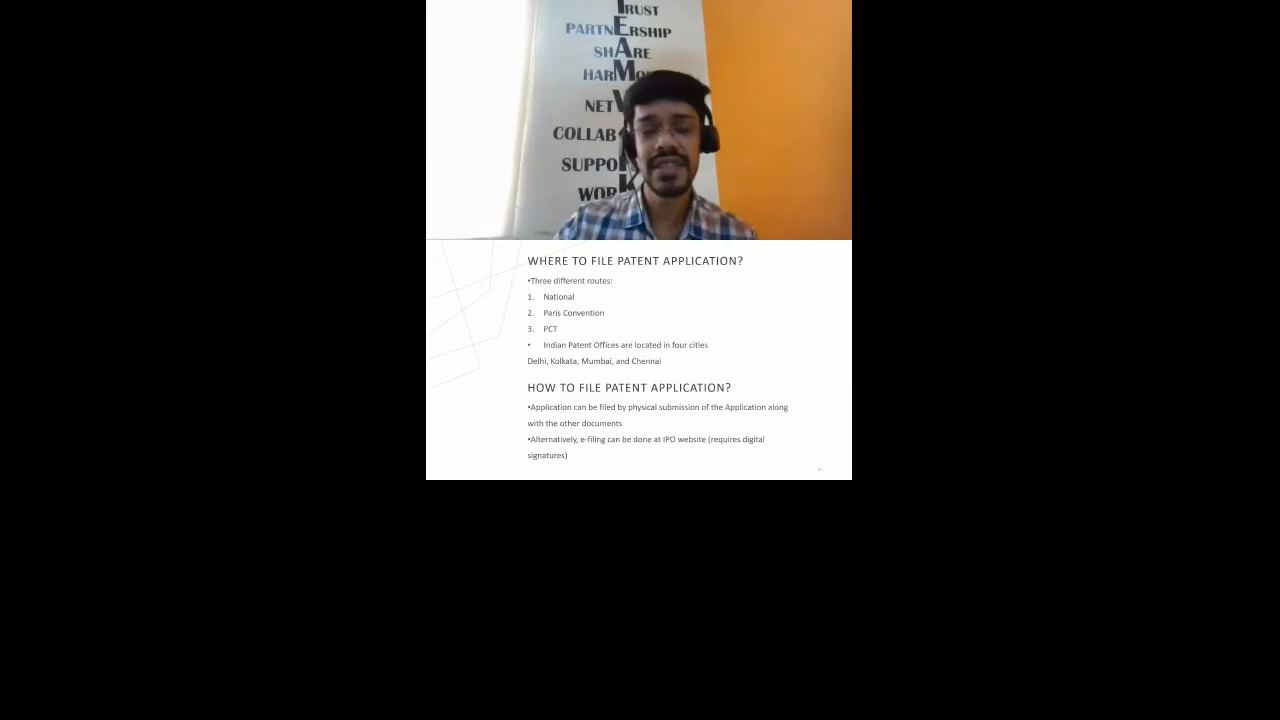 TRUST
PARTNERSHIP
SHARE
NET
COLLAB
SUPPO
WOR
WHERE TO FILE PATENT APPLICATION?
•Three different routes:
1. National
2. Paris Convention
3. PCT
• Indian Patent Offices are located in four cities
Delhi, Kolkata, Mumbai, and Chennai
HOW TO FILE PATENT APPLICATION?
•Application can be filed by physical submission of the Application along
with the other documents
•Alternatively, e-filing can be done at IPO website (requires digital
signatures)